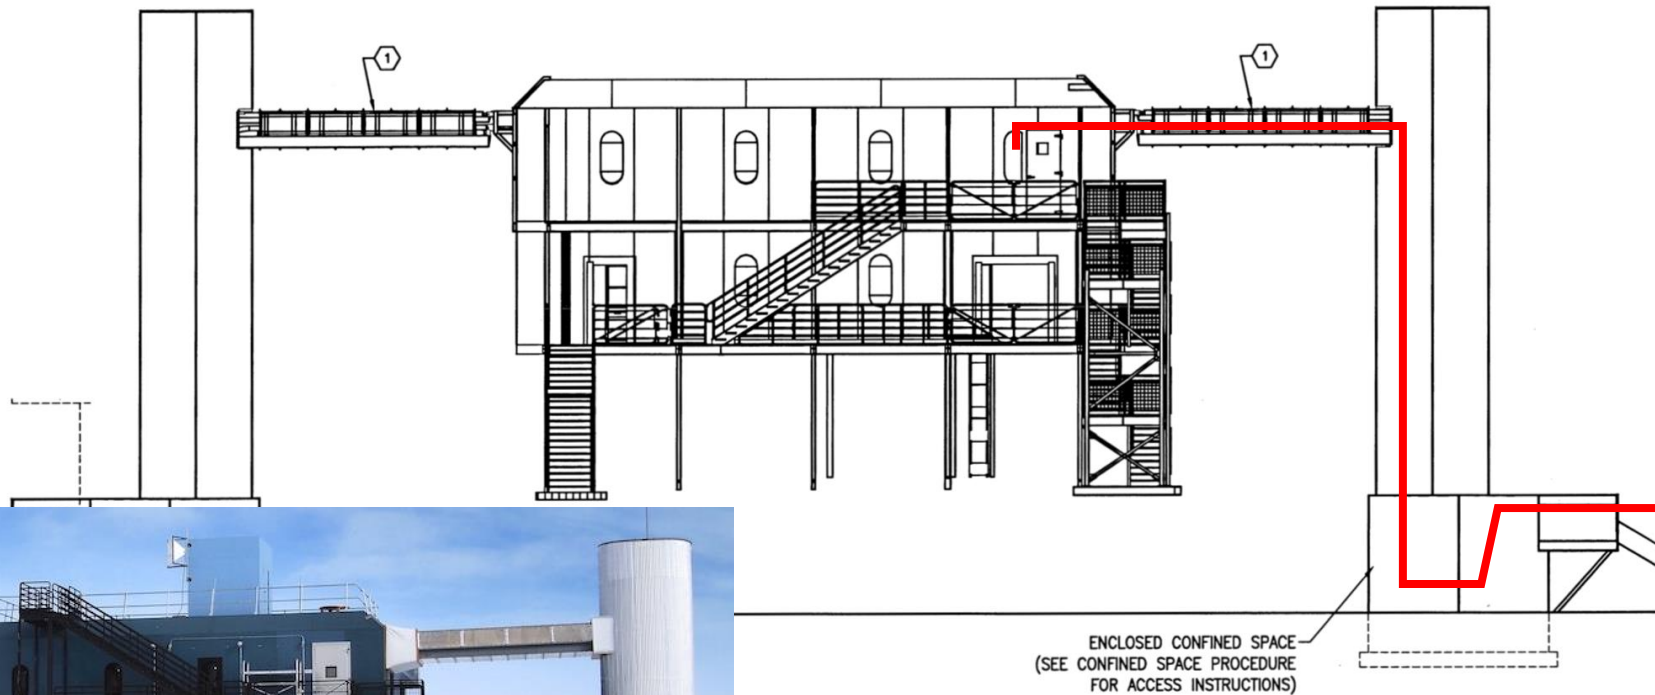 1
1
ENCLOSED CONFINED SPACE
(SEE CONFINED SPACE PROCEDURE
FOR ACCESS INSTRUCTIONS)